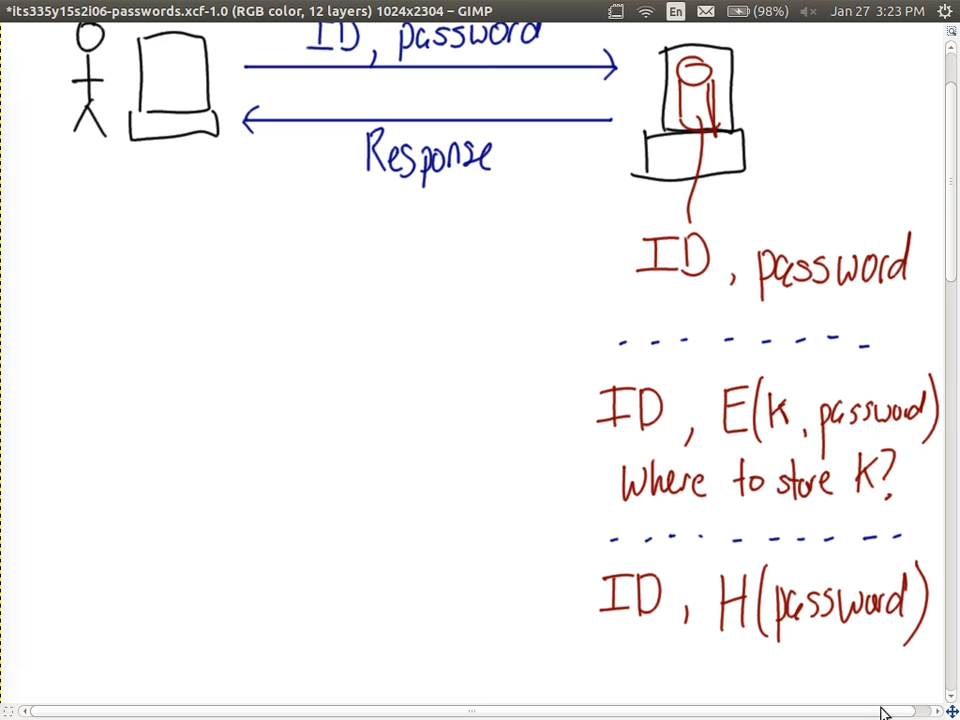 *its335y15s2i06-passwords.xcf-1.0 (RGB color, 12 layers) 1024x2304 – GIMP
En
(98%)
Jan 27 3:23 PM
ID, password
Response
ID, password
ID, E(K, password)
Where to store K?
ID, H(password)